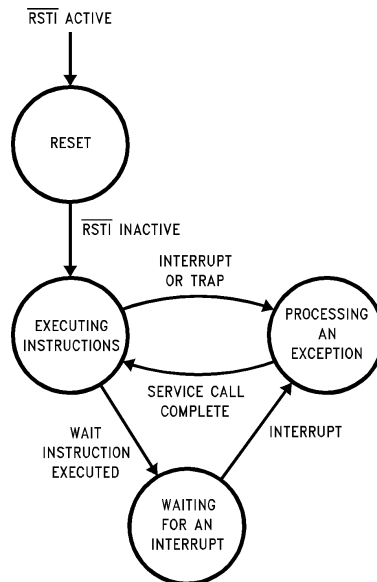 RSTI ACTIVE
RESET
RSTI INACTIVE
INTERRUPT
OR TRAP
EXECUTING
INSTRUCTIONS
PROCESSING
AN
EXCEPTION
SERVICE CALL
COMPLETE
WAIT
INSTRUCTION
EXECUTED
INTERRUPT
WAITING
FOR AN
INTERRUPT